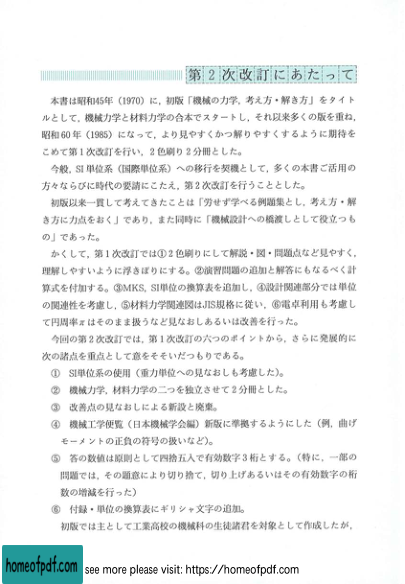 第2次改訂にあたって
本書は昭和45年（1970）に，初版「機械の力学，考え方・解き方」をタイト
ルとして，機械力学と材料力学の合本でスタートし，それ以来多くの版を重ね，
昭和60年（1985）になって，より見やすくかつ解りやすくするように期待を
こめて第1次改訂を行い，2色刷り2分冊とした。
今般，SI単位系（国際単位系）への移行を契機として，多くの本書ご活用の
方々ならびに時代の要請にこたえ，第2次改訂を行うこととした。
初版以来一貫して考えてきたことは「労せず学べる例題集とし，考え方・解
き方に力点をおく」であり，また同時に「機械設計への橋渡しとして役立つも
の」であった。
かくして，第1次改訂では①2色刷りにして解説・図・問題点など見やすく，
理解しやすいように浮きぼりにする。②演習問題の追加と解答にもなるべく計
算式を付加する。③MKS, SI単位の換算表を追加し，④設計関連部分では単位
の関連性を考慮し，⑤材料力学関連図はJIS規格に従い，⑥電卓利用も考慮し
て円周率πはそのまま扱うなど見なおしあるいは改善を行った。
今回の第2次改訂では，第1次改訂の六つのポイントから，さらに発展的に
次の諸点を重点として意をそそいだつもりである。
① SI単位系の使用（重力単位への見なおしも考慮した）。
② 機械力学，材料力学の二つを独立させて2分冊とした。
③ 改善点の見なおしによる新設と廃棄。
④ 機械工学便覧（日本機械学会編）新版に準拠するようにした（例，曲げ
モーメントの正負の符号の扱いなど）。
⑤ 答の数値は原則として四捨五入で有効数字3桁とする。（特に，一部の
問題では，その題意により切り捨て，切り上げあるいはその有効数字の桁
数の増減を行った）
⑥ 付録・単位の換算表にギリシャ文字の追加。
初版では主として工業高校の機械科の生徒諸君を対象として作成したが，
homeofpdf.com
see more please visit: https://homeofpdf.com